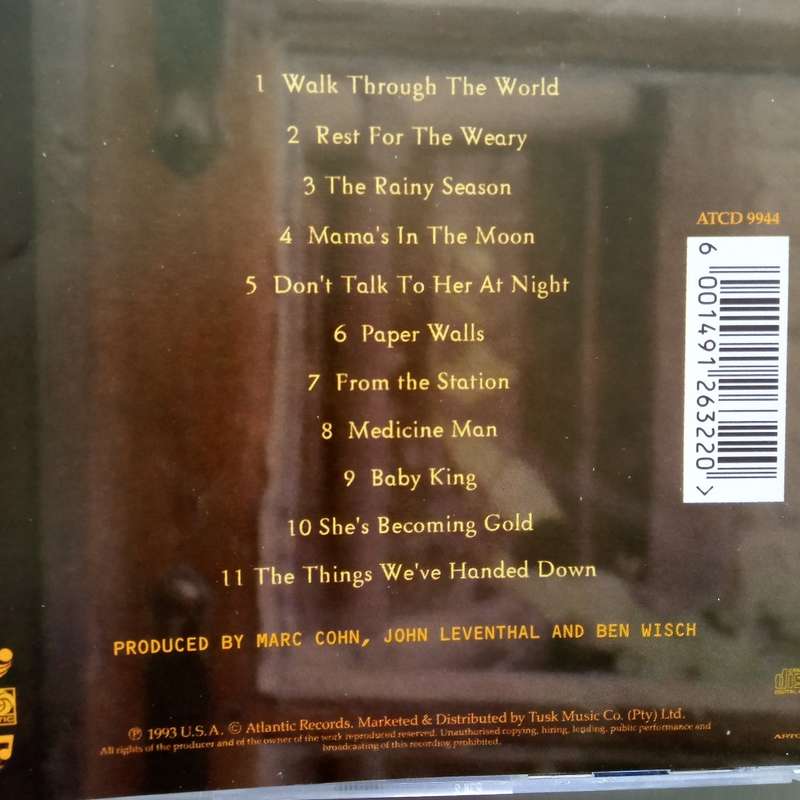 1 Walk Through The World
2 Rest For The Weary
3 The Rainy Season
4 Mama's In The Moon
5 Don't Talk To Her At Night
6 Paper Walls
7 From the Station
8 Medicine Man
9 Baby King
10 She's Becoming Gold
11 The Things We've Handed Down
PRODUCED BY MARC COHN, JOHN LEVENTHAL AND BEN WISCH
ATCD 9944
6 001491 263220 >
℗ 1993 U.S.A. © Atlantic Records. Marketed & Distributed by Tusk Music Co. (Pty) Ltd.
All rights of the producer and of the owner of the work reproduced reserved. Unauthorised copying, hiring, lending, public performance and
broadcasting of this recording prohibited.